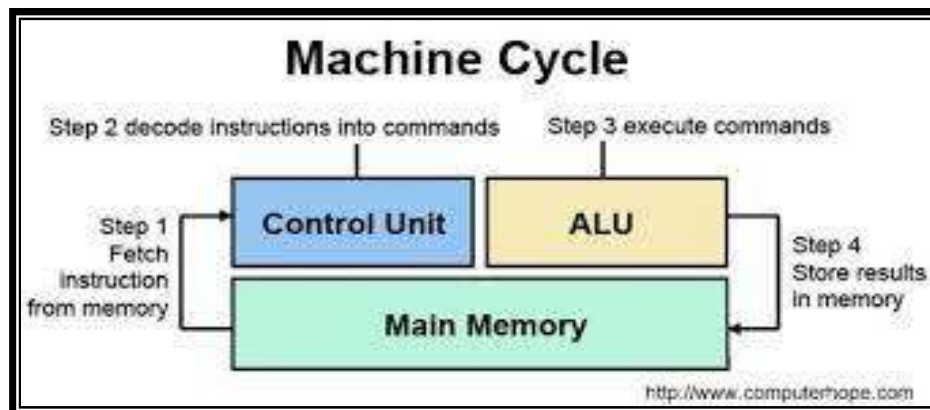 Machine Cycle
Step 2 decode instructions into commands
Step 3 execute commands
Control Unit
ALU
Step 1
Fetch
instruction
from memory
Step 4
Store results
in memory
Main Memory
http://www.computerhope.com